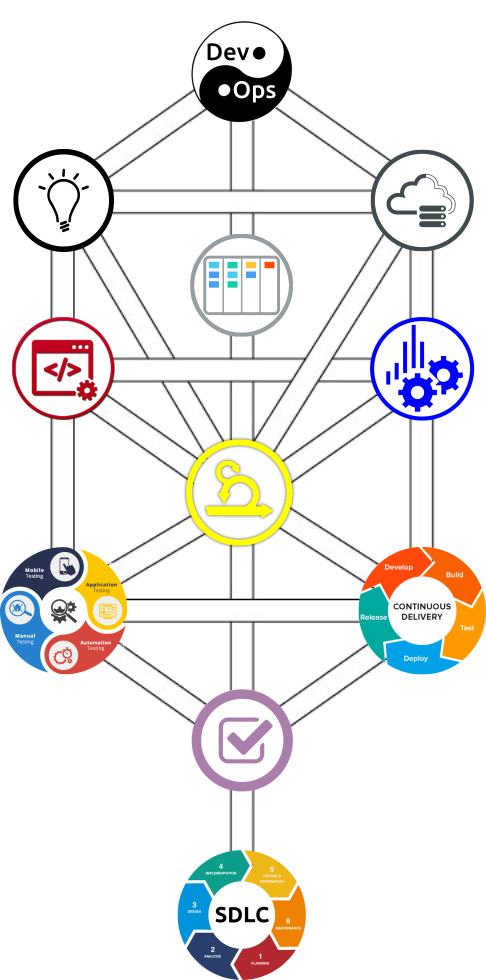 Dev
Ops
</>
Mobile
Testing
Application
Testing
Manual
Testing
Automation
Testing
Develop
Build
CONTINUOUS
DELIVERY
Release
Test
Deploy
4
IMPLEMENTATION
5
TESTING &
INTEGRATION
3
DESIGN
SDLC
6
MAINTENANCE
2
ANALYSIS
1
PLANNING